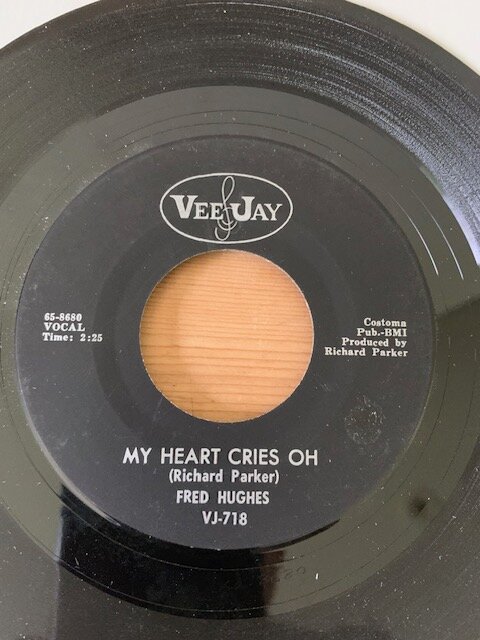 VEE JAY
65-8680
VOCAL
Time: 2:25
Costoma
Pub.-BMI
Produced by
Richard Parker
MY HEART CRIES OH
(Richard Parker)
FRED HUGHES
VJ-718